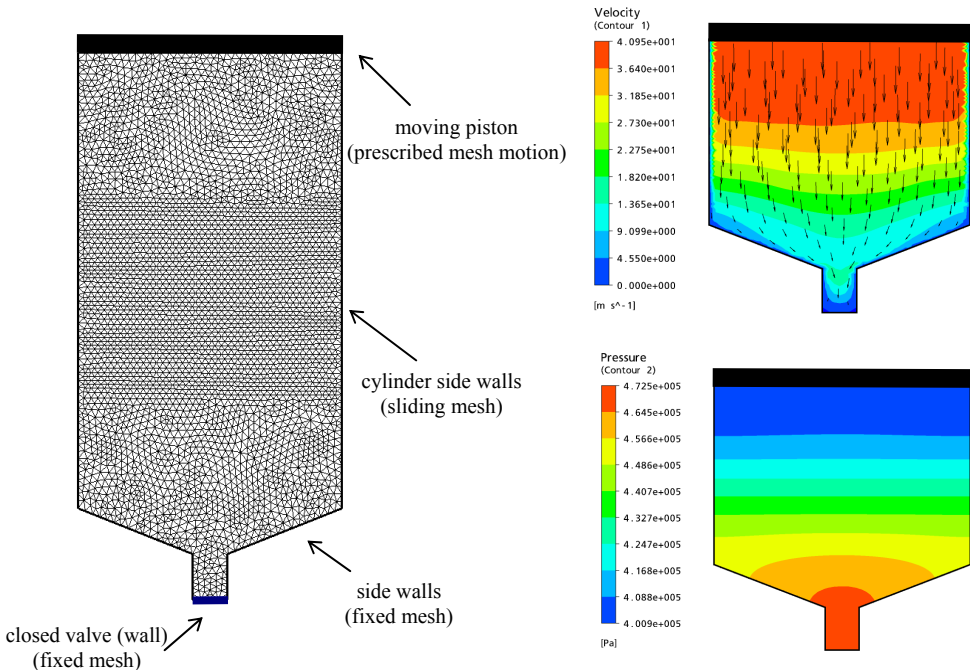 moving piston
(prescribed mesh motion)
cylinder side walls
(sliding mesh)
side walls
(fixed mesh)
closed valve (wall)
(fixed mesh)
Velocity
(Contour 1)
4.095e+001
3.640e+001
3.185e+001
2.730e+001
2.275e+001
1.820e+001
1.365e+001
9.099e+000
4.550e+000
0.000e+000
[m s^-1]
Pressure
(Contour 2)
4.725e+005
4.645e+005
4.566e+005
4.486e+005
4.407e+005
4.327e+005
4.247e+005
4.168e+005
4.088e+005
4.009e+005
[Pa]